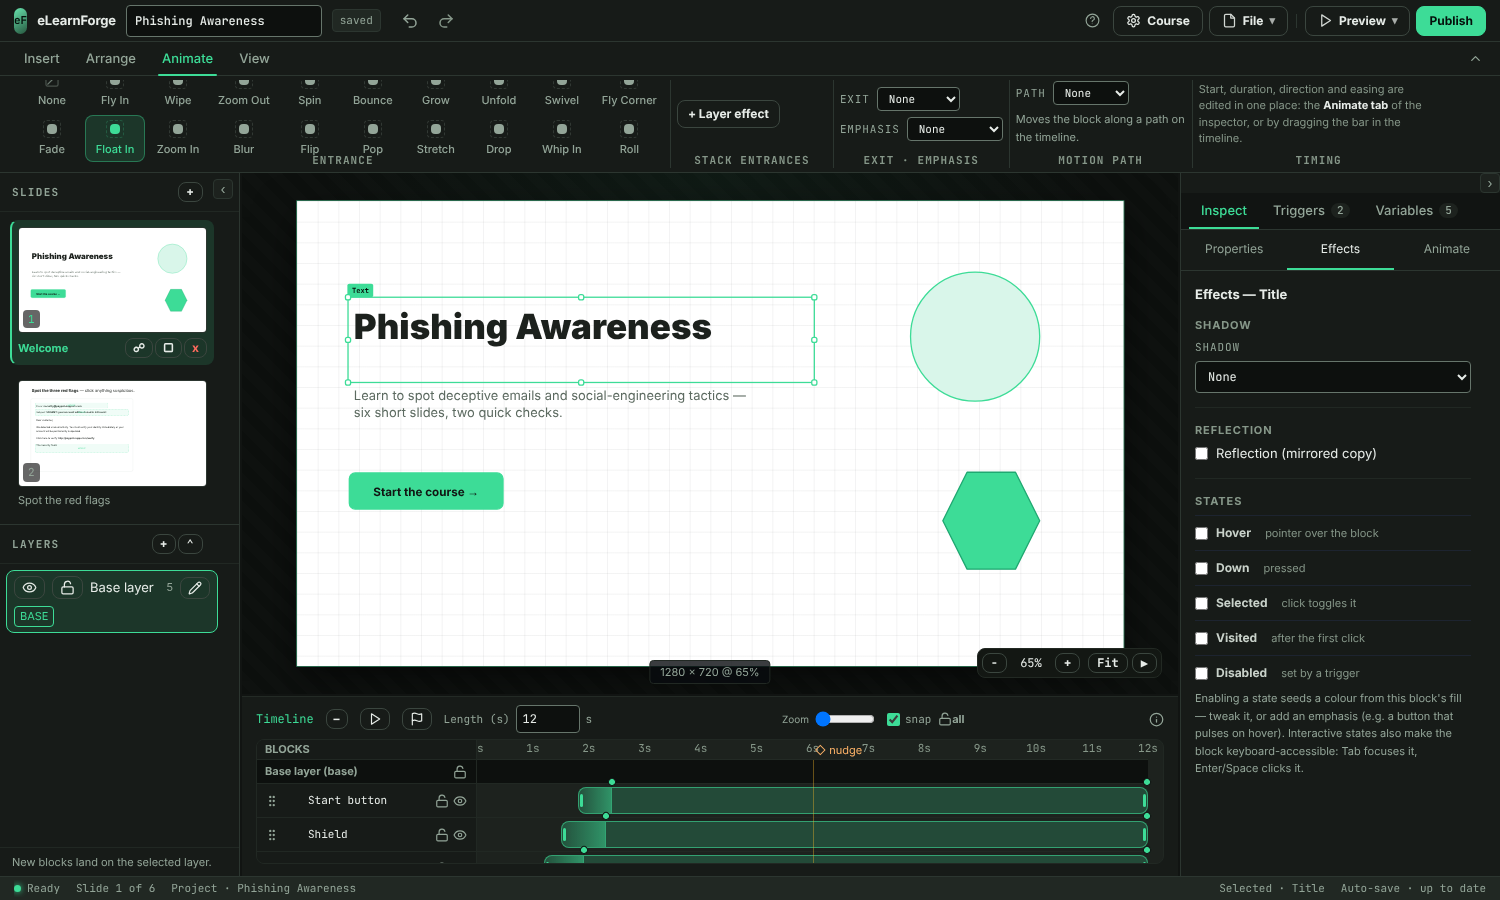 eF eLearnForge Phishing Awareness saved Course File ▾ Preview ▾ Publish
Insert Arrange Animate View
None Fly In Wipe Zoom Out Spin Bounce Grow Unfold Swivel Fly Corner
Fade Float In Zoom In Blur Flip Pop Stretch Drop Whip In Roll
ENTRANCE
+ Layer effect
STACK ENTRANCES
EXIT None
EMPHASIS None
EXIT · EMPHASIS
PATH None
Moves the block along a path on
the timeline.
MOTION PATH
Start, duration, direction and easing are
edited in one place: the Animate tab of the
inspector, or by dragging the bar in the
timeline.
TIMING
SLIDES +
Phishing Awareness
1
Welcome x
Spot the three red flags — click anything suspicious.
2
Spot the red flags
LAYERS + ^
Base layer 5
BASE
New blocks land on the selected layer.
Text
Phishing Awareness
Learn to spot deceptive emails and social-engineering tactics —
six short slides, two quick checks.
Start the course →
1280 × 720 @ 65%
- 65% + Fit ▶
Timeline − Length (s) 12 s Zoom snap all
BLOCKS s 1s 2s 3s 4s 5s 6s nudge 7s 8s 9s 10s 11s 12s
Base layer (base)
Start button
Shield
Inspect Triggers 2 Variables 5
Properties Effects Animate
Effects — Title
SHADOW
SHADOW
None
REFLECTION
Reflection (mirrored copy)
STATES
Hover pointer over the block
Down pressed
Selected click toggles it
Visited after the first click
Disabled set by a trigger
Enabling a state seeds a colour from this block's fill
— tweak it, or add an emphasis (e.g. a button that
pulses on hover). Interactive states also make the
block keyboard-accessible: Tab focuses it,
Enter/Space clicks it.
Ready Slide 1 of 6 Project · Phishing Awareness Selected · Title Auto-save · up to date